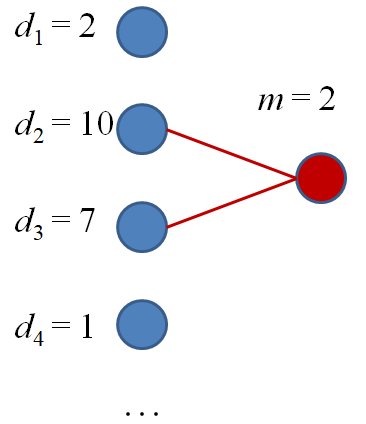 d₁ = 2
m = 2
d₂ = 10
d₃ = 7
d₄ = 1
...